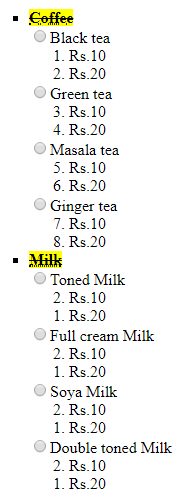 Coffee
Black tea
1. Rs.10
2. Rs.20
Green tea
3. Rs.10
4. Rs.20
Masala tea
5. Rs.10
6. Rs.20
Ginger tea
7. Rs.10
8. Rs.20
Milk
Toned Milk
2. Rs.10
1. Rs.20
Full cream Milk
2. Rs.10
1. Rs.20
Soya Milk
2. Rs.10
1. Rs.20
Double toned Milk
2. Rs.10
1. Rs.20